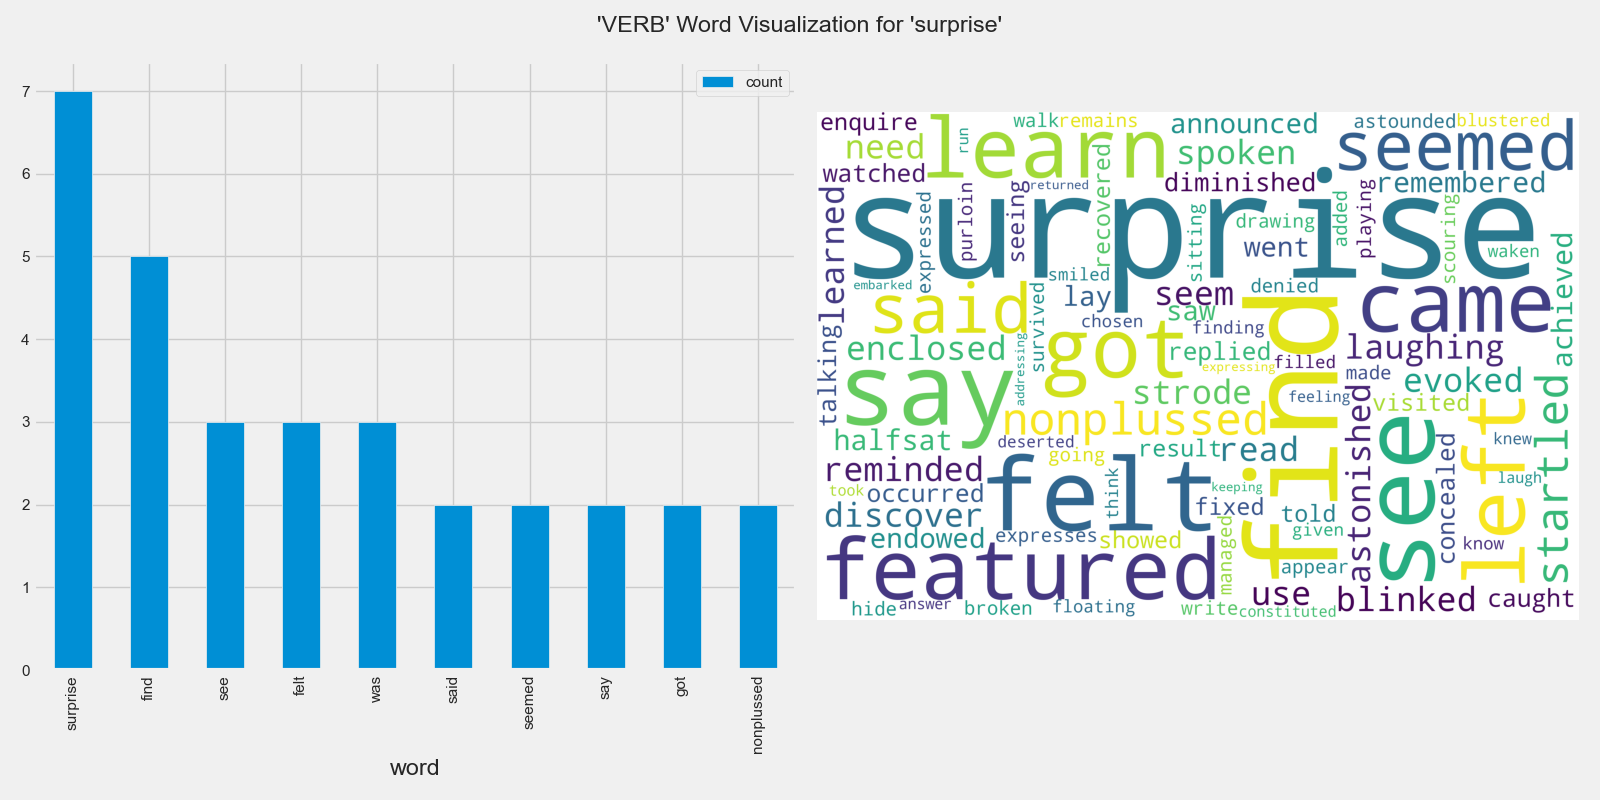 'VERB' Word Visualization for 'surprise'
count
7
6
5
4
3
2
1
0
surprise
find
see
felt
was
said
seemed
say
got
nonplussed
word
enquire
learn
run
walk
remains
announced
astounded
blustered
need
spoken
seemed
watched
returned
recovered
diminished
remembered
learned
expressed
purloin
seeing
surprise
sitting
drawing
added
playing
scouring
went
waken
achieved
embarked
smiled
denied
said
survived
lay
seem
saw
came
chosen
finding
find
talking
enclosed
addressing
got
replied
filled
laughing
expressing
made
say
strode
feeling
evoked
nonplussed
visited
halfsat
deserted
result
read
astonished
see
left
startled
going
knew
reminded
felt
think
keeping
concealed
laugh
took
occurred
fixed
discover
told
endowed
expresses
showed
given
know
featured
managed
appear
use
blinked
caught
hide
answer
broken
floating
write
constituted